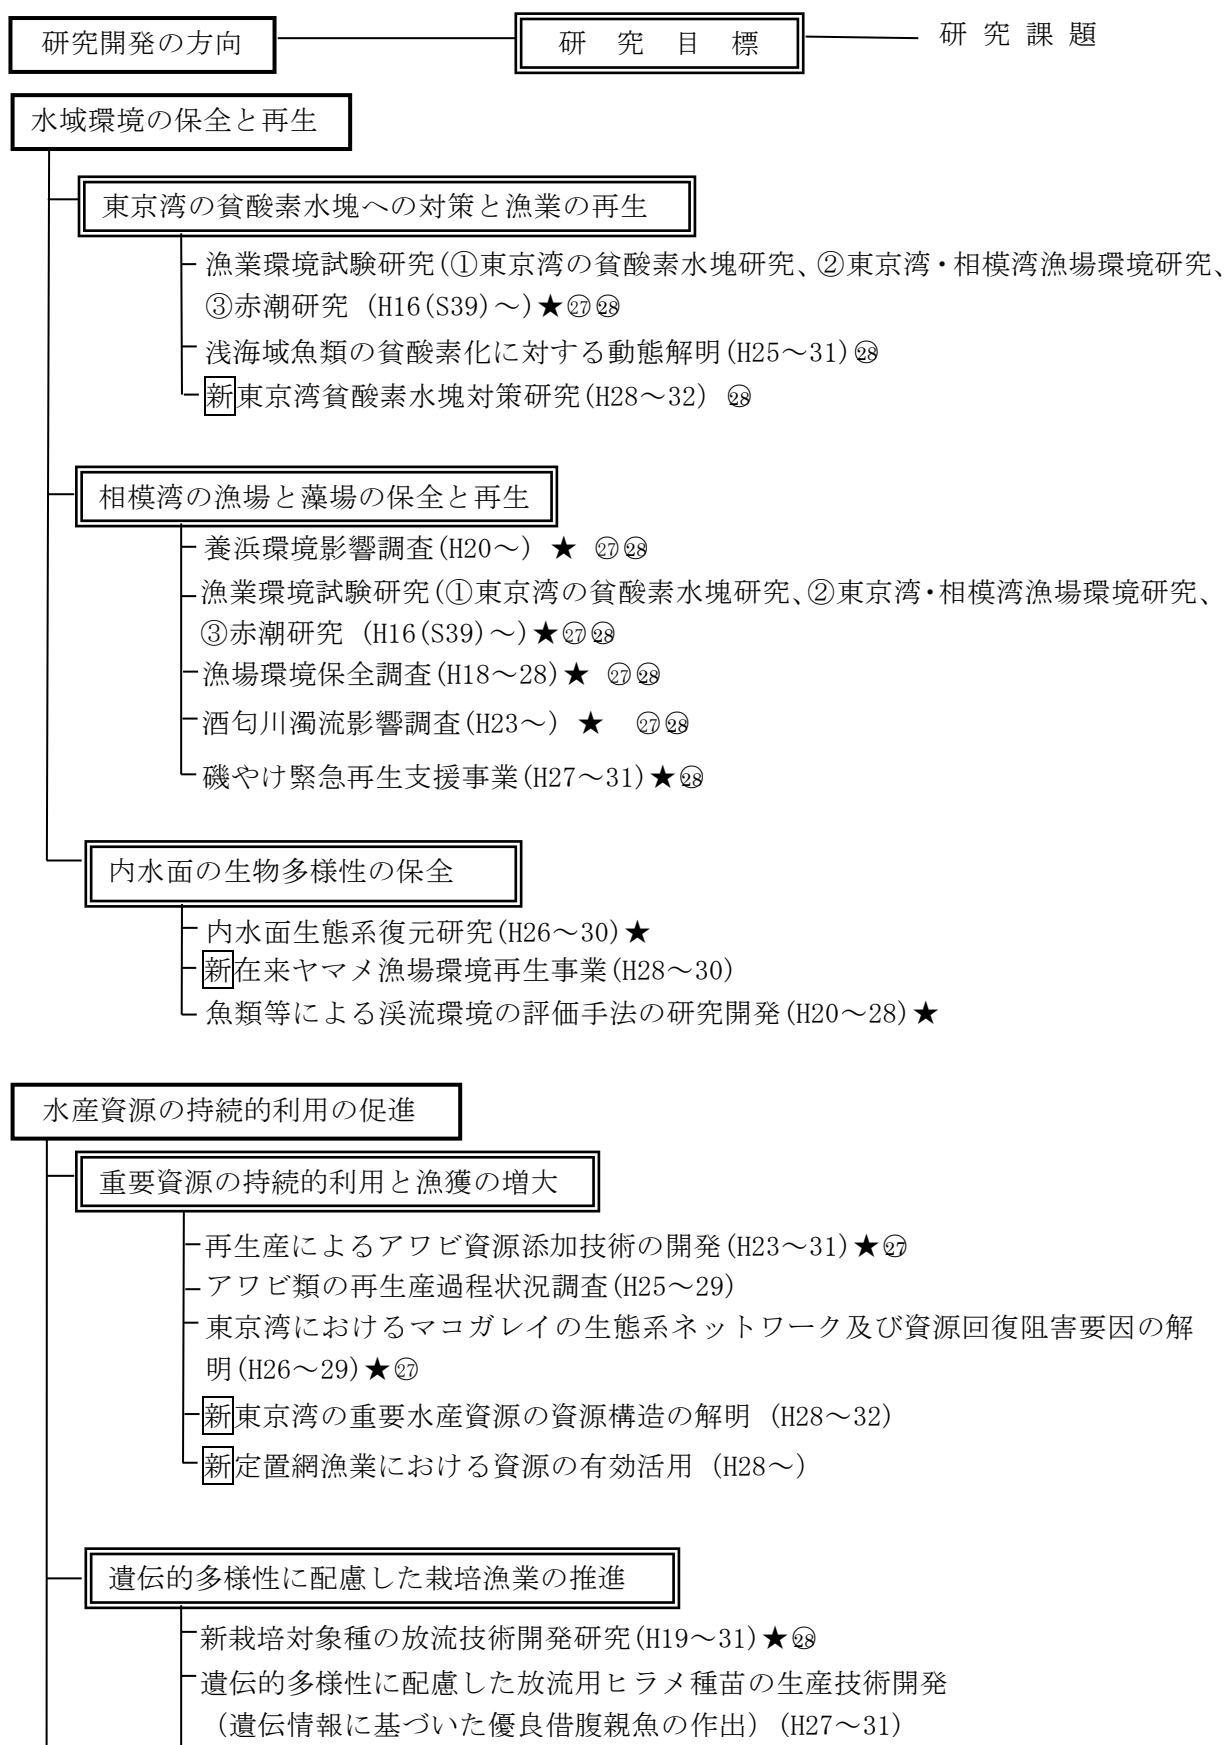 研究開発の方向 研究目標 研究課題
水域環境の保全と再生
東京湾の貧酸素水塊への対策と漁業の再生
漁業環境試験研究(①東京湾の貧酸素水塊研究、②東京湾・相模湾漁場環境研究、
③赤潮研究 (H16(S39)～)★㉗㉘
浅海域魚類の貧酸素化に対する動態解明(H25～31)㉘
新東京湾貧酸素水塊対策研究(H28～32) ㉘
相模湾の漁場と藻場の保全と再生
養浜環境影響調査(H20～) ★ ㉗㉘
漁業環境試験研究(①東京湾の貧酸素水塊研究、②東京湾・相模湾漁場環境研究、
③赤潮研究 (H16(S39)～)★㉗㉘
漁場環境保全調査(H18～28)★ ㉗㉘
酒匂川濁流影響調査(H23～) ★ ㉗㉘
磯やけ緊急再生支援事業(H27～31)★㉘
内水面の生物多様性の保全
内水面生態系復元研究(H26～30)★
新在来ヤマメ漁場環境再生事業(H28～30)
魚類等による渓流環境の評価手法の研究開発(H20～28)★
水産資源の持続的利用の促進
重要資源の持続的利用と漁獲の増大
再生産によるアワビ資源添加技術の開発(H23～31)★㉗
アワビ類の再生産過程状況調査(H25～29)
東京湾におけるマコガレイの生態系ネットワーク及び資源回復阻害要因の解
明(H26～29)★㉗
新東京湾の重要水産資源の資源構造の解明 (H28～32)
新定置網漁業における資源の有効活用 (H28～)
遺伝的多様性に配慮した栽培漁業の推進
新栽培対象種の放流技術開発研究(H19～31)★㉘
遺伝的多様性に配慮した放流用ヒラメ種苗の生産技術開発
(遺伝情報に基づいた優良借腹親魚の作出) (H27～31)